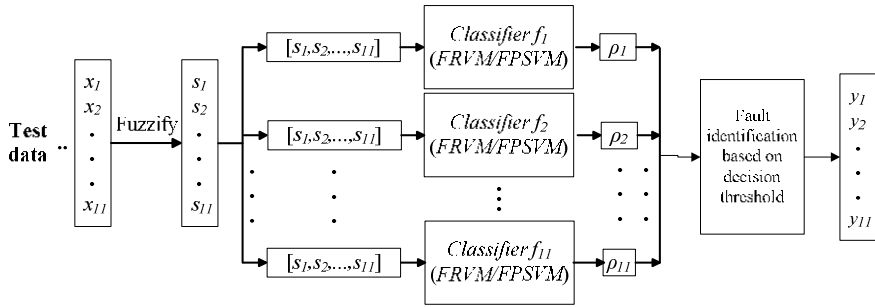 Test data ..
x1
x2
x11
Fuzzify
s1
s2
s11
[s1,s2,...,s11]
Classifier f1
(FRVM/FPSVM)
ρ1
[s1,s2,...,s11]
Classifier f2
(FRVM/FPSVM)
ρ2
[s1,s2,...,s11]
Classifier f11
(FRVM/FPSVM)
ρ11
Fault
identification
based on
decision
threshold
y1
y2
y11